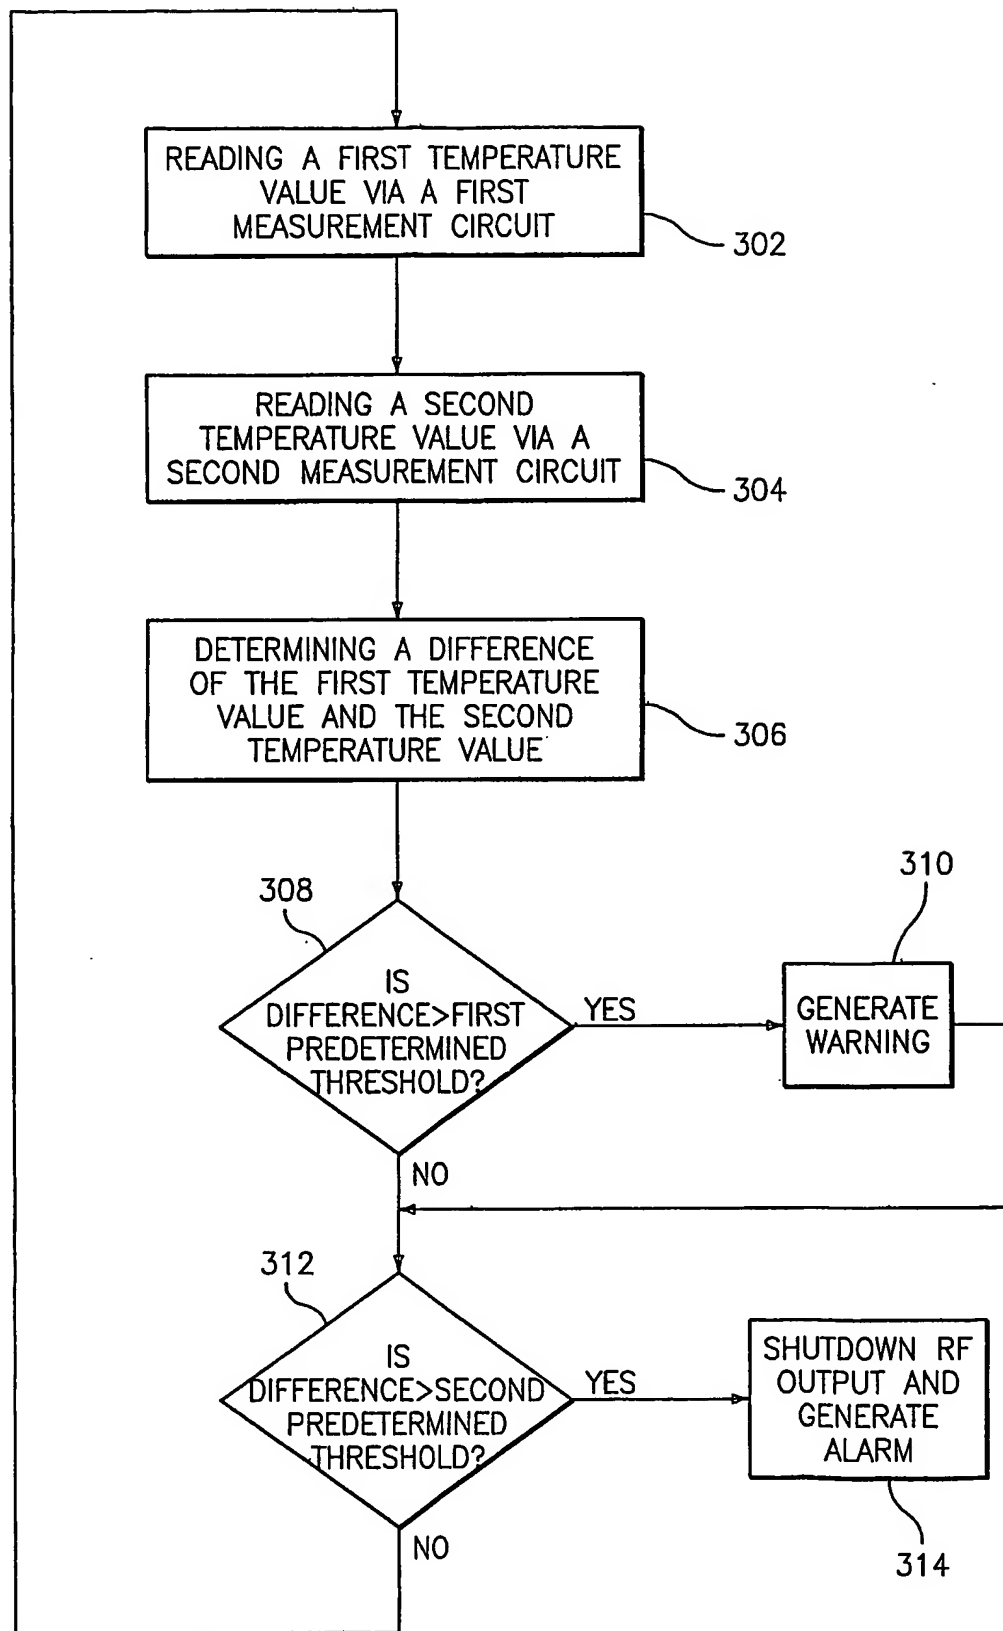 READING A FIRST TEMPERATURE
VALUE VIA A FIRST
MEASUREMENT CIRCUIT
302
READING A SECOND
TEMPERATURE VALUE VIA A
SECOND MEASUREMENT CIRCUIT
304
DETERMINING A DIFFERENCE
OF THE FIRST TEMPERATURE
VALUE AND THE SECOND
TEMPERATURE VALUE
306
308
IS
DIFFERENCE>FIRST
PREDETERMINED
THRESHOLD?
YES
310
GENERATE
WARNING
NO
312
IS
DIFFERENCE>SECOND
PREDETERMINED
THRESHOLD?
YES
SHUTDOWN RF
OUTPUT AND
GENERATE
ALARM
314
NO